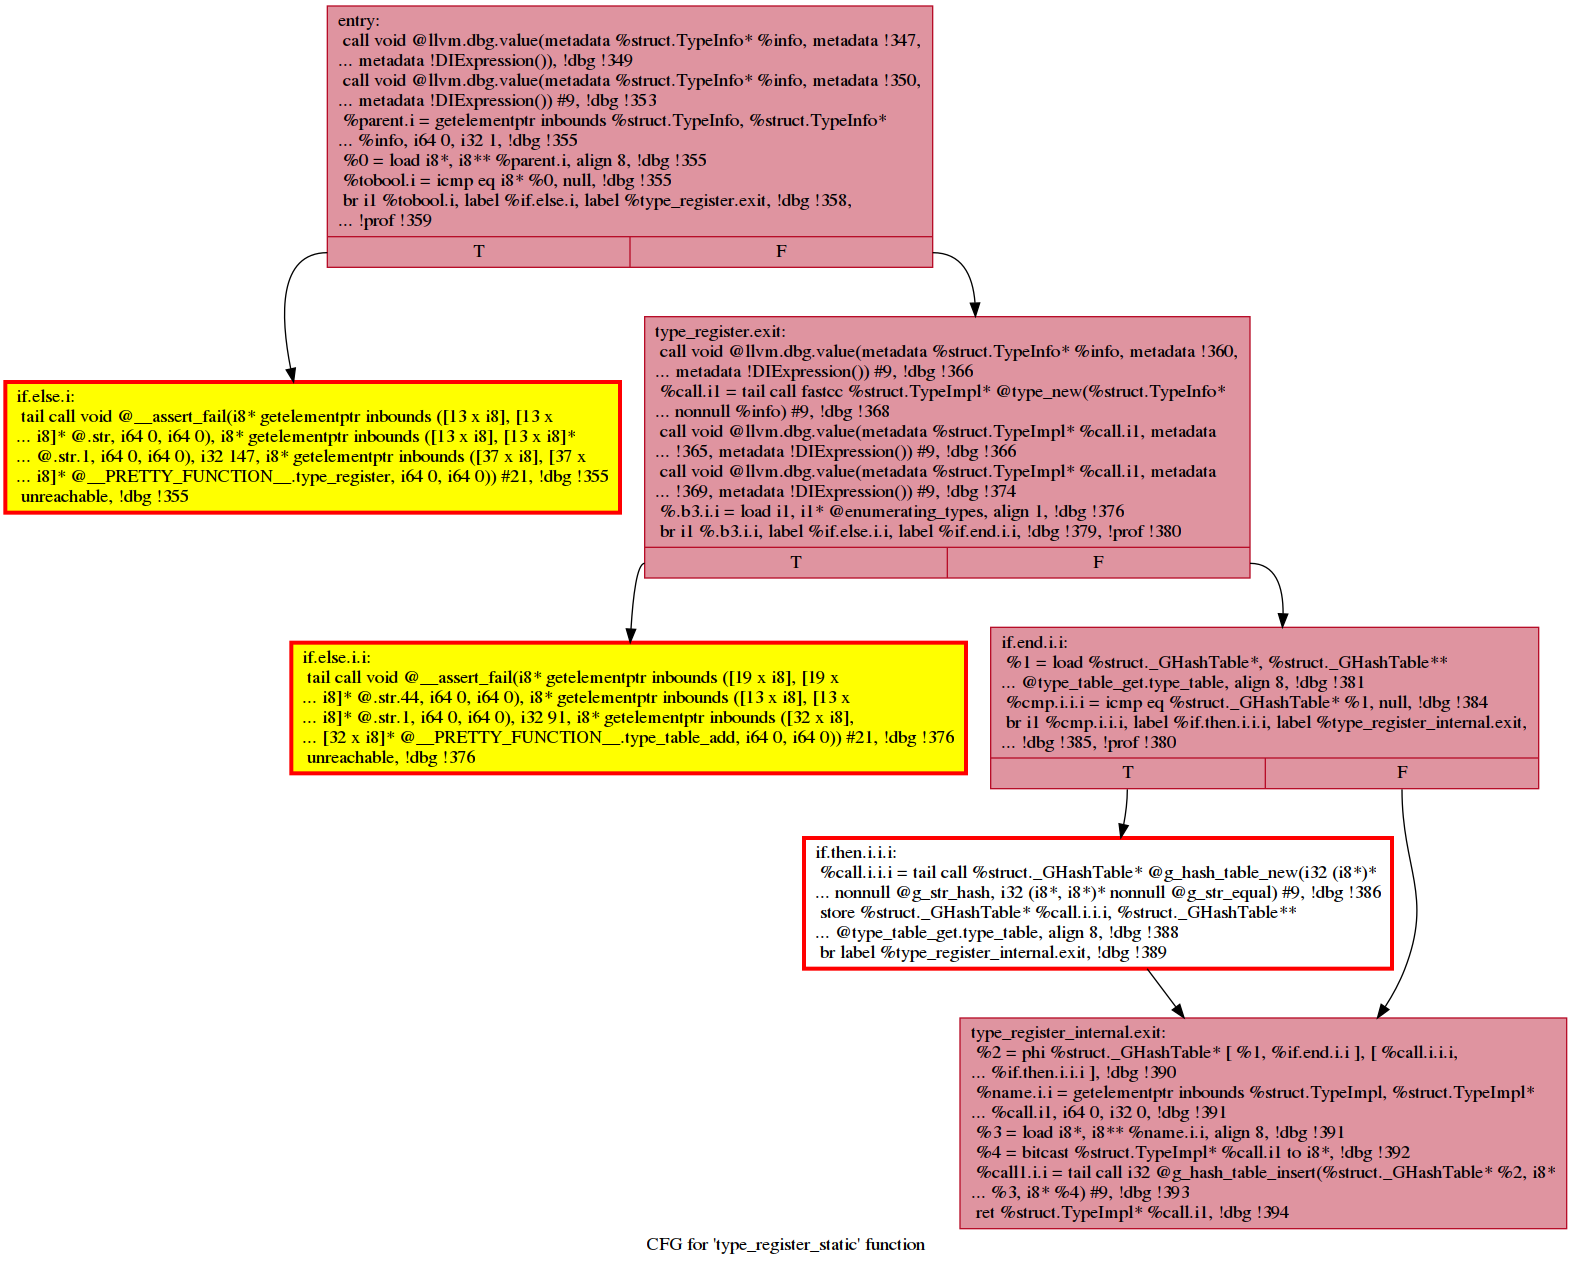 entry:
call void @llvm.dbg.value(metadata %struct.TypeInfo* %info, metadata !347,
... metadata !DIExpression()), !dbg !349
call void @llvm.dbg.value(metadata %struct.TypeInfo* %info, metadata !350,
... metadata !DIExpression()) #9, !dbg !353
%parent.i = getelementptr inbounds %struct.TypeInfo, %struct.TypeInfo*
... %info, i64 0, i32 1, !dbg !355
%0 = load i8*, i8** %parent.i, align 8, !dbg !355
%tobool.i = icmp eq i8* %0, null, !dbg !355
br i1 %tobool.i, label %if.else.i, label %type_register.exit, !dbg !358,
... !prof !359
T F
type_register.exit:
call void @llvm.dbg.value(metadata %struct.TypeInfo* %info, metadata !360,
... metadata !DIExpression()) #9, !dbg !366
%call.i1 = tail call fastcc %struct.TypeImpl* @type_new(%struct.TypeInfo*
... nonnull %info) #9, !dbg !368
call void @llvm.dbg.value(metadata %struct.TypeImpl* %call.i1, metadata
... !365, metadata !DIExpression()) #9, !dbg !366
call void @llvm.dbg.value(metadata %struct.TypeImpl* %call.i1, metadata
... !369, metadata !DIExpression()) #9, !dbg !374
%.b3.i.i = load i1, i1* @enumerating_types, align 1, !dbg !376
br i1 %.b3.i.i, label %if.else.i.i, label %if.end.i.i, !dbg !379, !prof !380
T F
if.else.i:
tail call void @__assert_fail(i8* getelementptr inbounds ([13 x i8], [13 x
... i8]* @.str, i64 0, i64 0), i8* getelementptr inbounds ([13 x i8], [13 x i8]*
... @.str.1, i64 0, i64 0), i32 147, i8* getelementptr inbounds ([37 x i8], [37 x
... i8]* @__PRETTY_FUNCTION__.type_register, i64 0, i64 0)) #21, !dbg !355
unreachable, !dbg !355
if.else.i.i:
tail call void @__assert_fail(i8* getelementptr inbounds ([19 x i8], [19 x
... i8]* @.str.44, i64 0, i64 0), i8* getelementptr inbounds ([13 x i8], [13 x
... i8]* @.str.1, i64 0, i64 0), i32 91, i8* getelementptr inbounds ([32 x i8],
... [32 x i8]* @__PRETTY_FUNCTION__.type_table_add, i64 0, i64 0)) #21, !dbg !376
unreachable, !dbg !376
if.end.i.i:
%1 = load %struct._GHashTable*, %struct._GHashTable**
... @type_table_get.type_table, align 8, !dbg !381
%cmp.i.i.i = icmp eq %struct._GHashTable* %1, null, !dbg !384
br i1 %cmp.i.i.i, label %if.then.i.i.i, label %type_register_internal.exit,
... !dbg !385, !prof !380
T F
if.then.i.i.i:
%call.i.i.i = tail call %struct._GHashTable* @g_hash_table_new(i32 (i8*)*
... nonnull @g_str_hash, i32 (i8*, i8*)* nonnull @g_str_equal) #9, !dbg !386
store %struct._GHashTable* %call.i.i.i, %struct._GHashTable**
... @type_table_get.type_table, align 8, !dbg !388
br label %type_register_internal.exit, !dbg !389
type_register_internal.exit:
%2 = phi %struct._GHashTable* [ %1, %if.end.i.i ], [ %call.i.i.i,
... %if.then.i.i.i ], !dbg !390
%name.i.i = getelementptr inbounds %struct.TypeImpl, %struct.TypeImpl*
... %call.i1, i64 0, i32 0, !dbg !391
%3 = load i8*, i8** %name.i.i, align 8, !dbg !391
%4 = bitcast %struct.TypeImpl* %call.i1 to i8*, !dbg !392
%call1.i.i = tail call i32 @g_hash_table_insert(%struct._GHashTable* %2, i8*
... %3, i8* %4) #9, !dbg !393
ret %struct.TypeImpl* %call.i1, !dbg !394
CFG for 'type_register_static' function